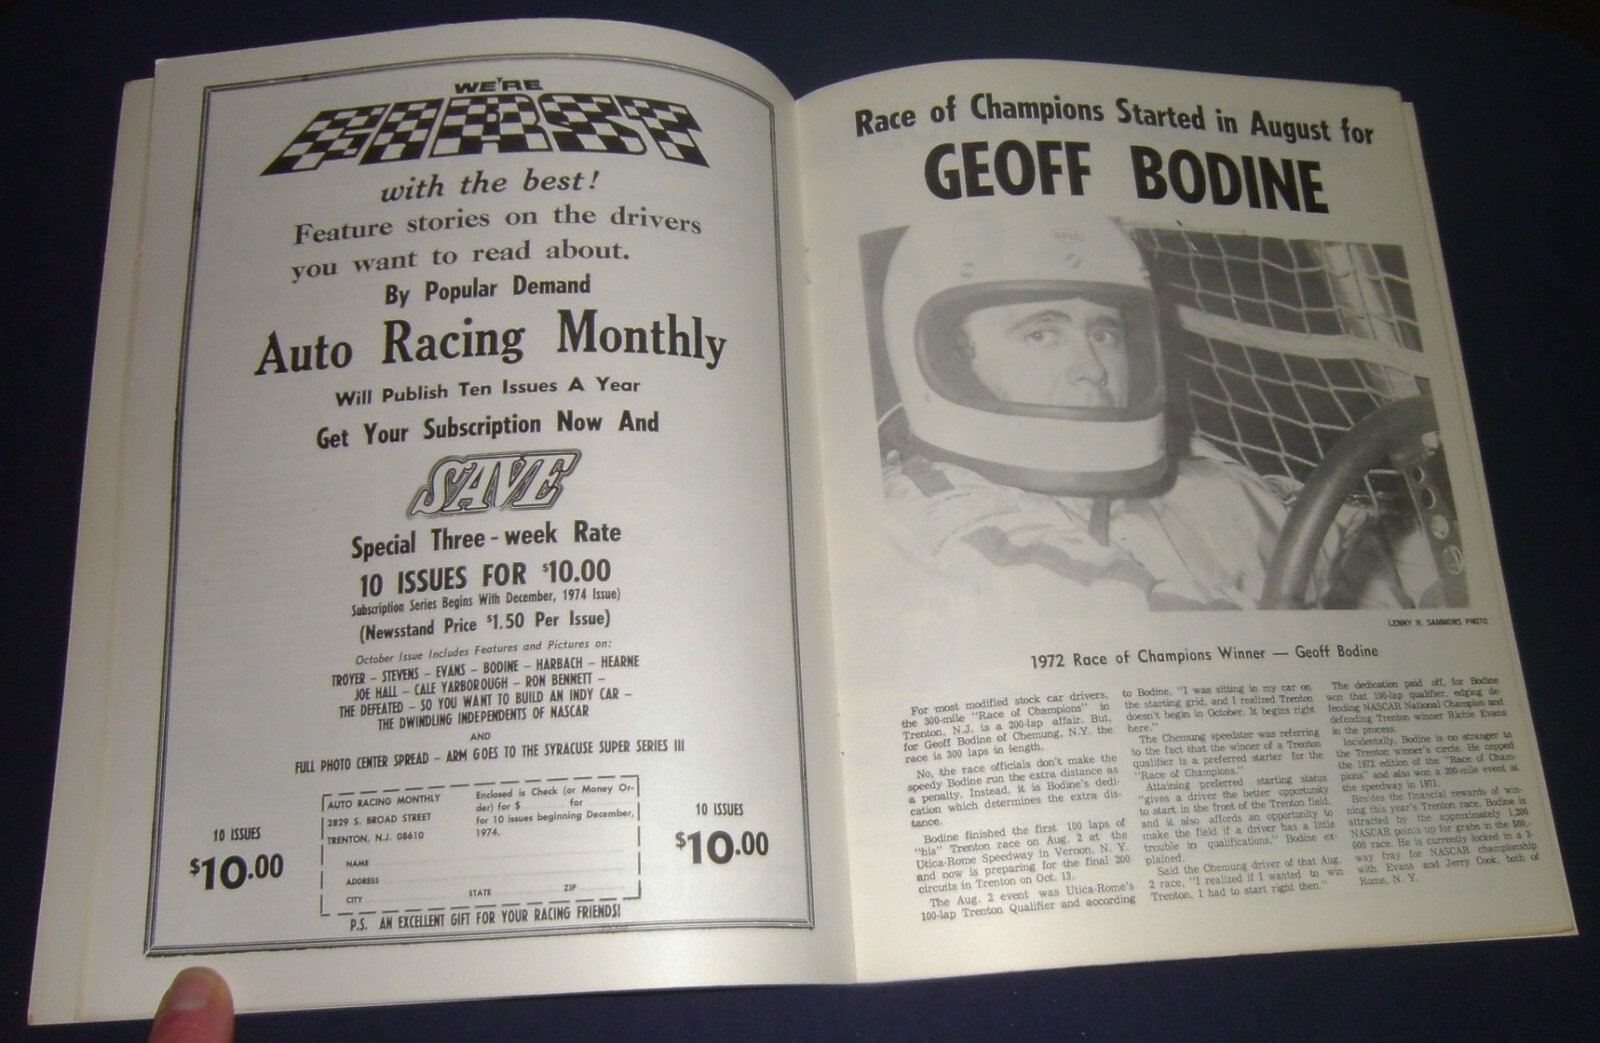 WE'RE
FIRST
with the best!
Feature stories on the drivers
you want to read about.
By Popular Demand
Auto Racing Monthly
Will Publish Ten Issues A Year
Get Your Subscription Now And
SAVE
Special Three-week Rate
10 ISSUES FOR $10.00
Subscription Series Begins With December, 1974 Issue)
(Newsstand Price $1.50 Per Issue)
October Issue Includes Features and Pictures on:
TROYER - STEVENS - EVANS - BODINE - HARBACH - HEARNE
JOE HALL - CALE YARBOROUGH - RON BENNETT -
THE DEFEATED - SO YOU WANT TO BUILD AN INDY CAR -
THE DWINDLING INDEPENDENTS OF NASCAR
AND
FULL PHOTO CENTER SPREAD - ARM GOES TO THE SYRACUSE SUPER SERIES III
10 ISSUES
$10.00
AUTO RACING MONTHLY
2829 S. BROAD STREET
TRENTON, N.J. 08610
Enclosed is Check (or Money Or-
der) for $ for
for 10 issues beginning December,
1974.
NAME
ADDRESS
CITY STATE ZIP
10 ISSUES
$10.00
P.S. AN EXCELLENT GIFT FOR YOUR RACING FRIENDS!
Race of Champions Started in August for
GEOFF BODINE
BELL
LENNY H. SAMMONS PHOTO
1972 Race of Champions Winner — Geoff Bodine
For most modified stock car drivers,
the 300-mile "Race of Champions" in
Trenton, N.J. is a 200-lap affair. But,
for Geoff Bodine of Chemung, N.Y. the
race is 300 laps in length.
No, the race officials don't make the
speedy Bodine run the extra distance as
a penalty. Instead, it is Bodine's dedi-
cation which determines the extra dis-
tance.
Bodine finished the first 100 laps of
"his" Trenton race on Aug. 2 at the
Utica-Rome Speedway in Vernon, N. Y.
and now is preparing for the final 200
circuits in Trenton on Oct. 13.
The Aug. 2 event was Utica-Rome's
100-lap Trenton Qualifier and according
to Bodine, "I was sitting in my car on
the starting grid, and I realized Trenton
doesn't begin in October. It begins right
here."
The Chemung speedster was referring
to the fact that the winner of a Trenton
qualifier is a preferred starter for the
"Race of Champions."
Attaining preferred starting status
"gives a driver the better opportunity
to start in the front of the Trenton field,
and it also affords an opportunity to
make the field if a driver has a little
trouble in qualifications," Bodine ex-
plained.
Said the Chemung driver of that Aug.
2 race, "I realized if I wanted to win
Trenton, I had to start right then."
The dedication paid off, for Bodine
won that 100-lap qualifier, edging de-
fending NASCAR National Champion and
defending Trenton winner Richie Evans
in the process.
Incidentally, Bodine is no stranger to
the Trenton winner's circle. He copped
the 1972 edition of the "Race of Cham-
pions" and also won a 200-mile event at
the speedway in 1971.
Besides the financial rewards of win-
ning this year's Trenton race, Bodine is
attracted by the approximately 1,200
NASCAR points up for grabs in the
000 race. He is currently locked in a 3-
way fray for NASCAR championship
with Evans and Jerry Cook, both of
Rome, N. Y.